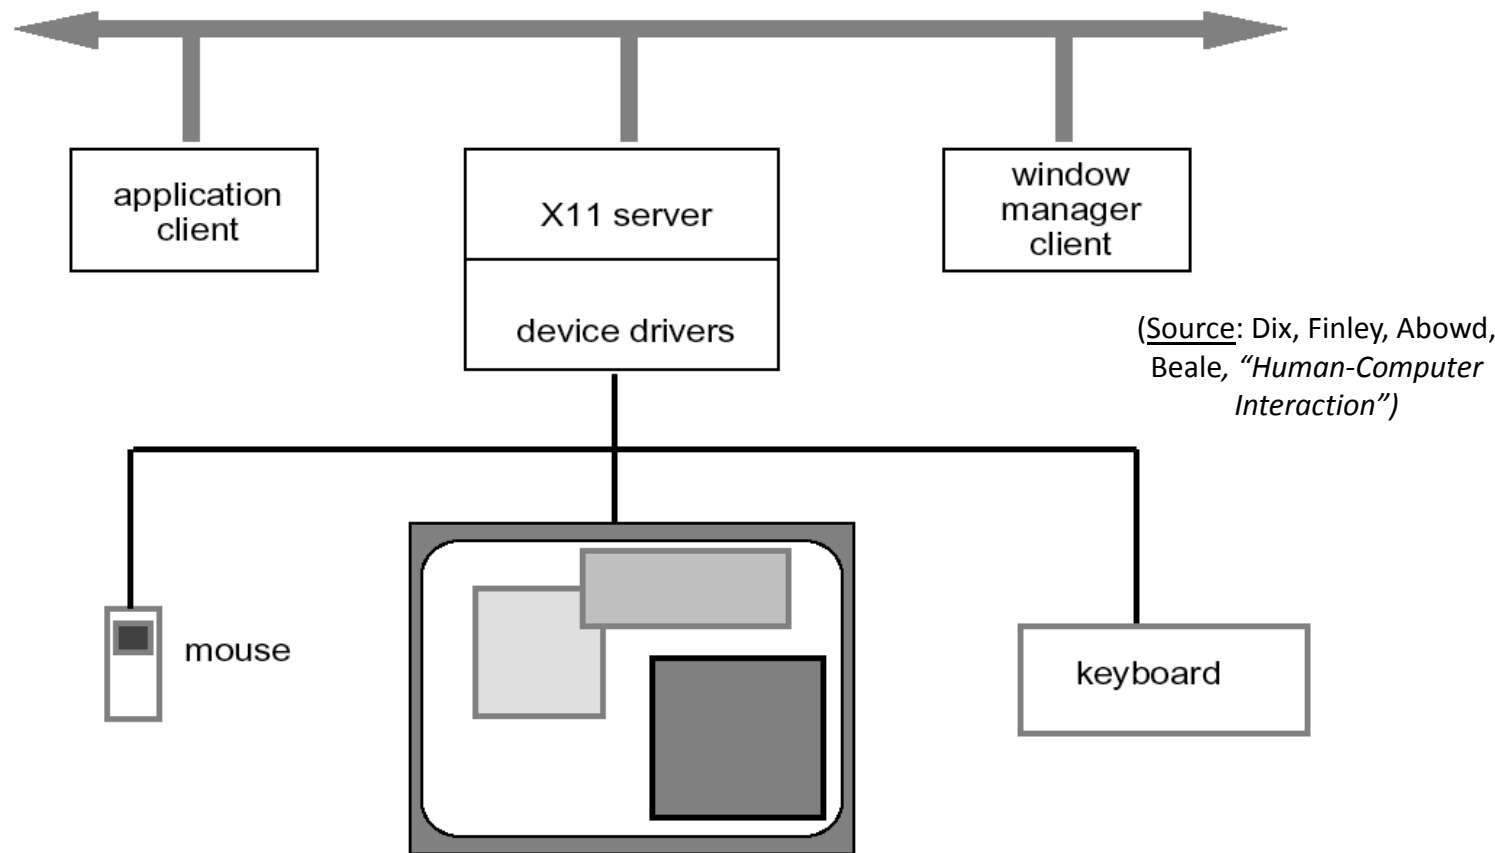 application
client
X11 server
window
manager
client
device drivers
(Source: Dix, Finley, Abowd,
Beale, “Human-Computer
Interaction”)
mouse
keyboard